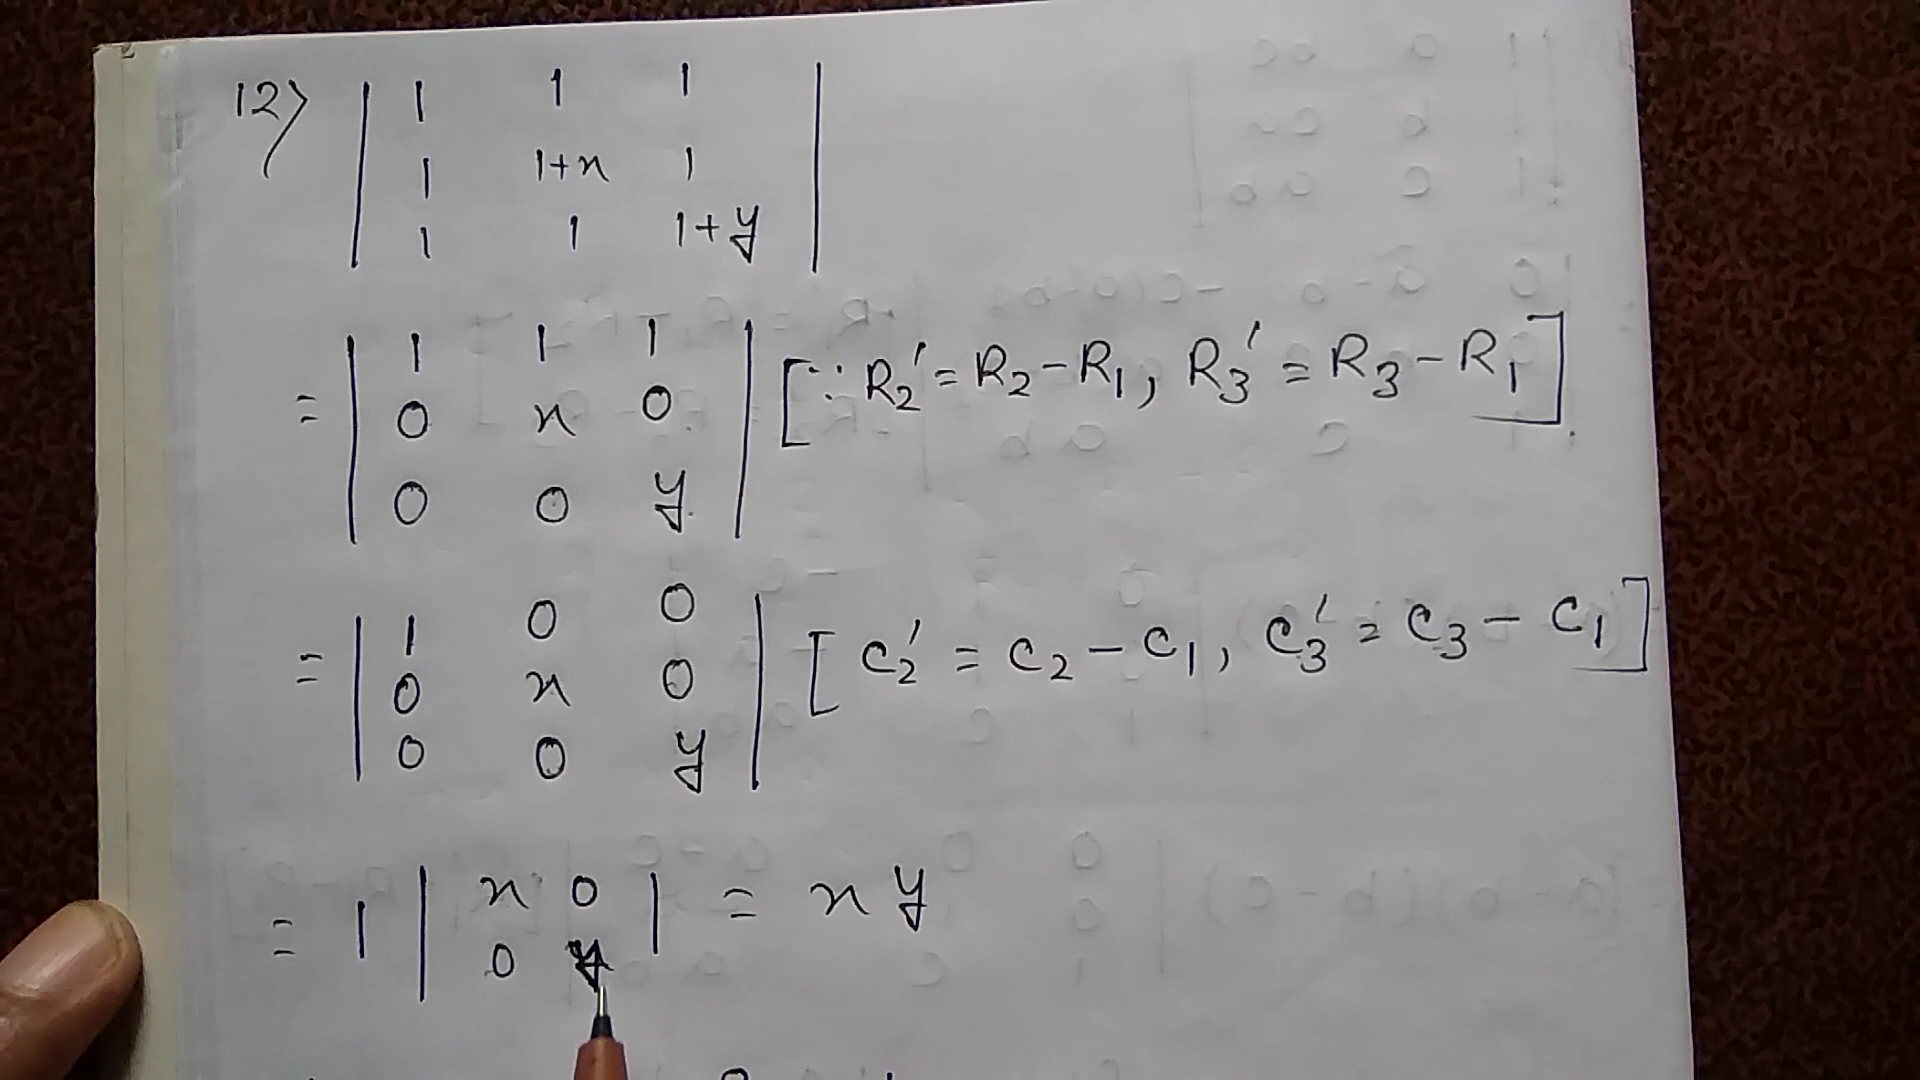 12) | 1 1 1 |
| 1 1+x 1 |
| 1 1 1+y |
= | 1 1 1 |
| 0 x 0 | [∵ R₂′ = R₂ − R₁, R₃′ = R₃ − R₁]
| 0 0 y |
= | 1 0 0 |
| 0 x 0 | [C₂′ = C₂ − C₁, C₃′ = C₃ − C₁]
| 0 0 y |
= 1 | x 0 | = x y
| 0 y |